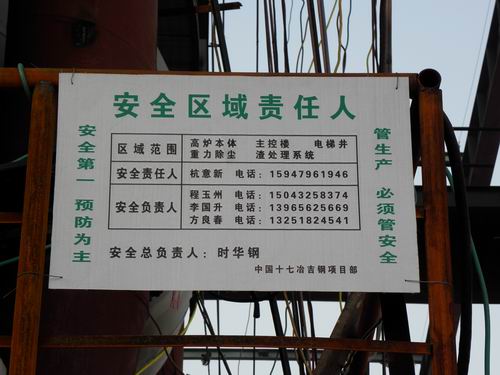 安全区域责任人
安全第一 预防为主
区域范围 高炉本体 主控楼 电梯井
重力除尘 渣处理系统
安全责任人 杭意新 电话：15947961946
安全负责人 程玉州 电话：15043258374
李国升 电话：13965625669
方良春 电话：13251824541
安全总负责人：时华钢
中国十七冶吉钢项目部
管生产 必须管安全